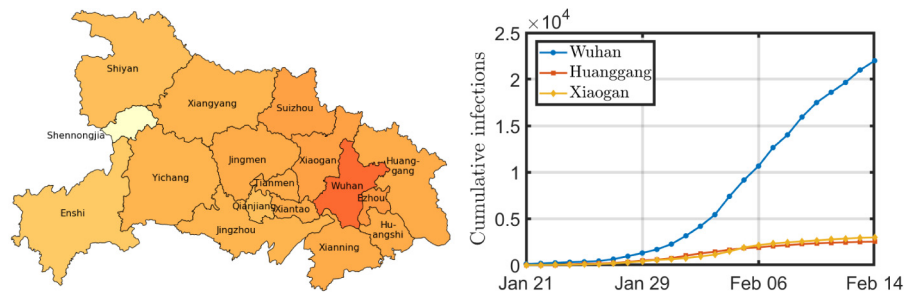 Shiyan
Xiangyang
Suizhou
Shennongjia
Jingmen
Xiaogan
Huang-
gang
Yichang
Tianmen
Wuhan
Enshi
Qianjiang
Xiantao
Ezhou
Jingzhou
Hu-
angshi
Xianning
×10⁴
2.5
2
1.5
1
0.5
0
Cumulative infections
Wuhan
Huanggang
Xiaogan
Jan 21
Jan 29
Feb 06
Feb 14